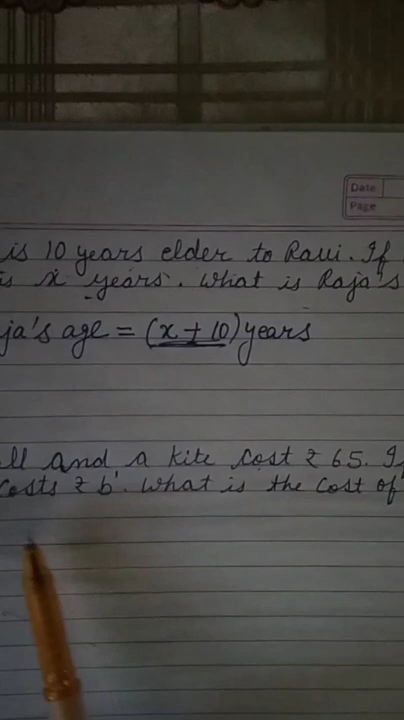 Date
Page
is 10 years elder to Ravi. If
is x years. What is Raja's
ja's age = (x + 10) years
ll and a kite cost ₹ 65. I
costs ₹ b'. What is the cost of